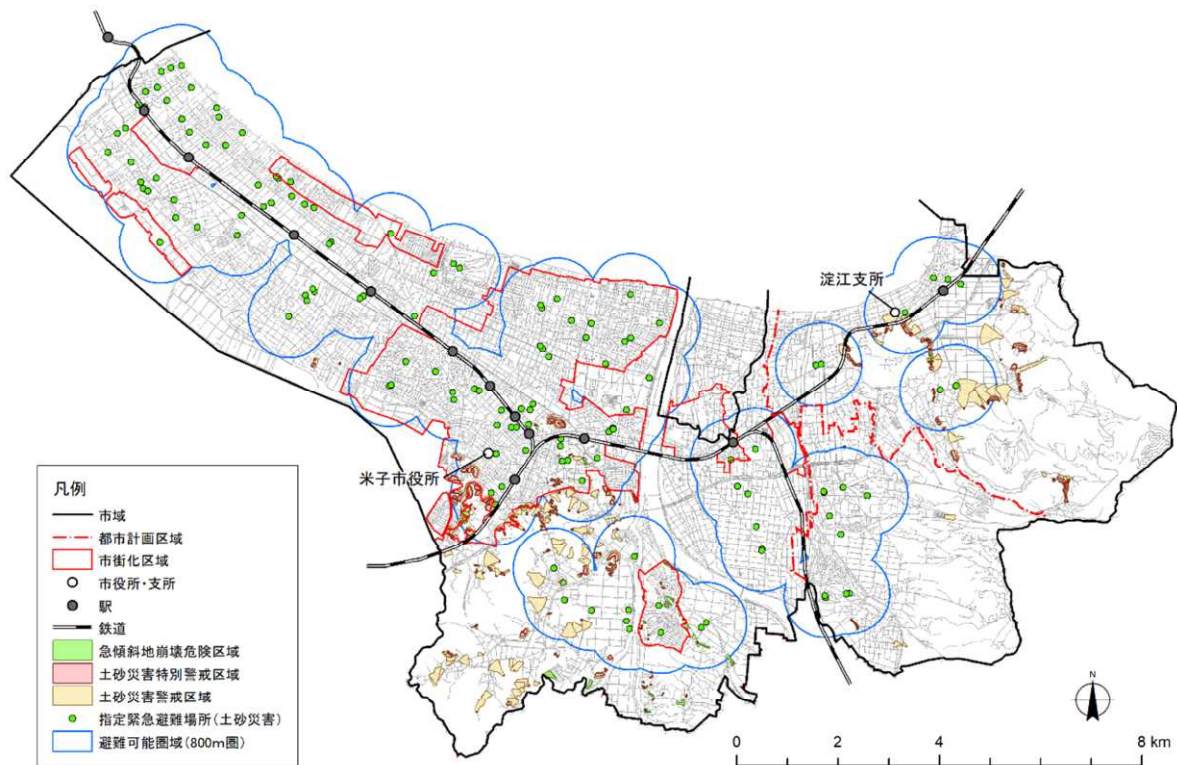 淀江支所
米子市役所
凡例
市域
都市計画区域
市街化区域
市役所・支所
駅
鉄道
急傾斜地崩壊危険区域
土砂災害特別警戒区域
土砂災害警戒区域
指定緊急避難場所(土砂災害)
避難可能圏域(800m圏)
N
0 2 4 8 km